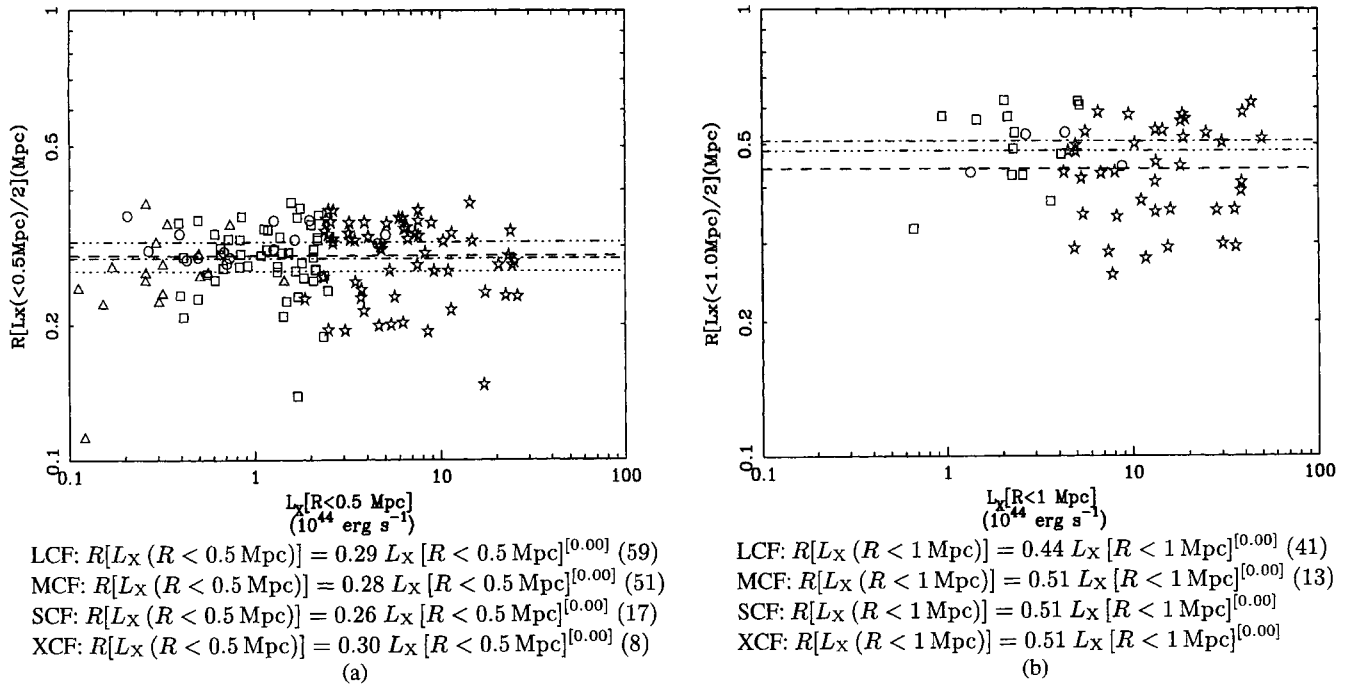 1
0.5
0.2
0.1
R[Lx(<0.5Mpc)/2](Mpc)
0.1 1 10 100
L_X[R<0.5 Mpc]
(10^44 erg s^-1)
LCF: R[L_X (R < 0.5 Mpc)] = 0.29 L_X [R < 0.5 Mpc]^[0.00] (59)
MCF: R[L_X (R < 0.5 Mpc)] = 0.28 L_X [R < 0.5 Mpc]^[0.00] (51)
SCF: R[L_X (R < 0.5 Mpc)] = 0.26 L_X [R < 0.5 Mpc]^[0.00] (17)
XCF: R[L_X (R < 0.5 Mpc)] = 0.30 L_X [R < 0.5 Mpc]^[0.00] (8)
(a)
1
0.5
0.2
0.1
R[Lx(<1.0Mpc)/2](Mpc)
0.1 1 10 100
L_X[R<1 Mpc]
(10^44 erg s^-1)
LCF: R[L_X (R < 1 Mpc)] = 0.44 L_X [R < 1 Mpc]^[0.00] (41)
MCF: R[L_X (R < 1 Mpc)] = 0.51 L_X [R < 1 Mpc]^[0.00] (13)
SCF: R[L_X (R < 1 Mpc)] = 0.51 L_X [R < 1 Mpc]^[0.00]
XCF: R[L_X (R < 1 Mpc)] = 0.51 L_X [R < 1 Mpc]^[0.00]
(b)